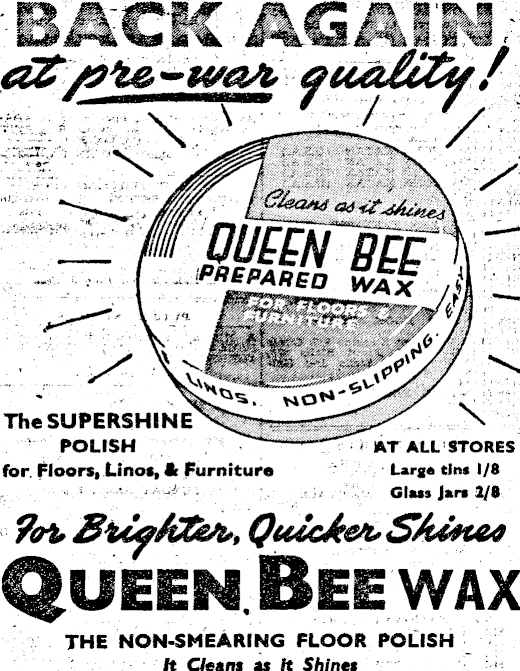 BACK AGAIN
at pre-war quality!
Cleans as it shines
QUEEN BEE
PREPARED WAX
FOR FLOORS &
FURNITURE
LINOS, NON-SLIPPING. EASY
The SUPERSHINE
POLISH
for Floors, Linos, & Furniture
AT ALL STORES
Large tins 1/8
Glass Jars 2/8
For Brighter, Quicker Shines
QUEEN BEE WAX
THE NON-SMEARING FLOOR POLISH
It Cleans as it Shines